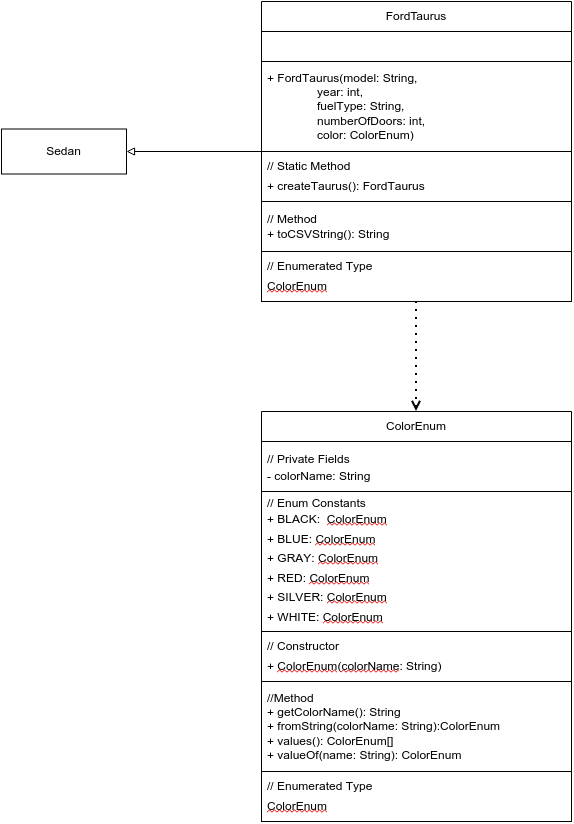 FordTaurus
+ FordTaurus(model: String,
year: int,
fuelType: String,
numberOfDoors: int,
color: ColorEnum)
Sedan
// Static Method
+ createTaurus(): FordTaurus
// Method
+ toCSVString(): String
// Enumerated Type
ColorEnum
ColorEnum
// Private Fields
- colorName: String
// Enum Constants
+ BLACK:  ColorEnum
+ BLUE: ColorEnum
+ GRAY: ColorEnum
+ RED: ColorEnum
+ SILVER: ColorEnum
+ WHITE: ColorEnum
// Constructor
+ ColorEnum(colorName: String)
//Method
+ getColorName(): String
+ fromString(colorName: String):ColorEnum
+ values(): ColorEnum[]
+ valueOf(name: String): ColorEnum
// Enumerated Type
ColorEnum